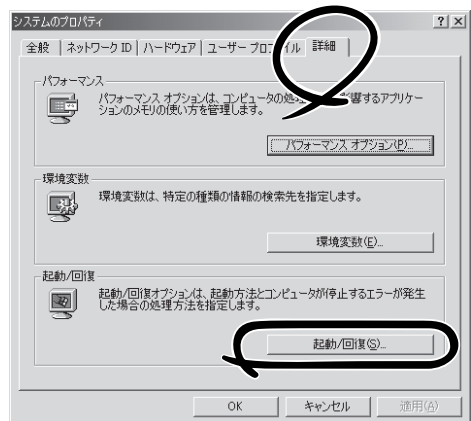 システムのプロパティ
全般 ネットワーク ID ハードウェア ユーザー プロファイル 詳細
パフォーマンス
パフォーマンス オプションは、コンピュータの処 響するアプリケー
ションのメモリの使い方を管理します。
パフォーマンス オプション(P)...
環境変数
環境変数は、特定の種類の情報の検索先を指定します。
環境変数(E)...
起動/回復
起動/回復オプションは、起動方法とコンピュータが停止するエラーが発生
した場合の処理方法を指定します。
起動/回復(S)...
OK キャンセル 適用(A)